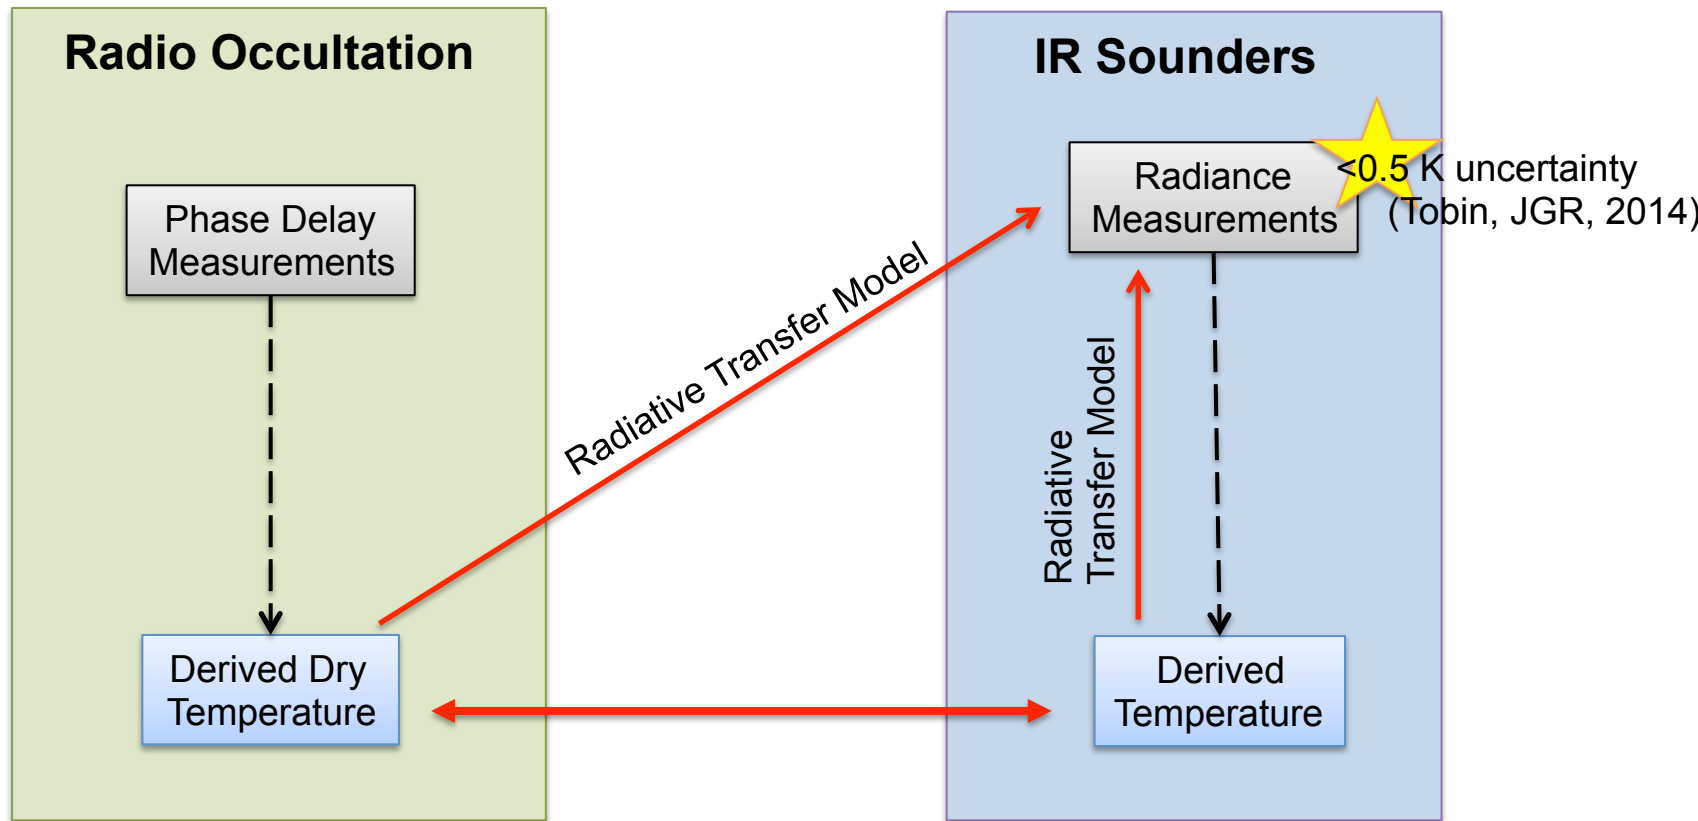 Radio Occultation
Phase Delay
Measurements
Derived Dry
Temperature
Radiative Transfer Model
IR Sounders
Radiance
Measurements
<0.5 K uncertainty
(Tobin, JGR, 2014)
Radiative
Transfer Model
Derived
Temperature